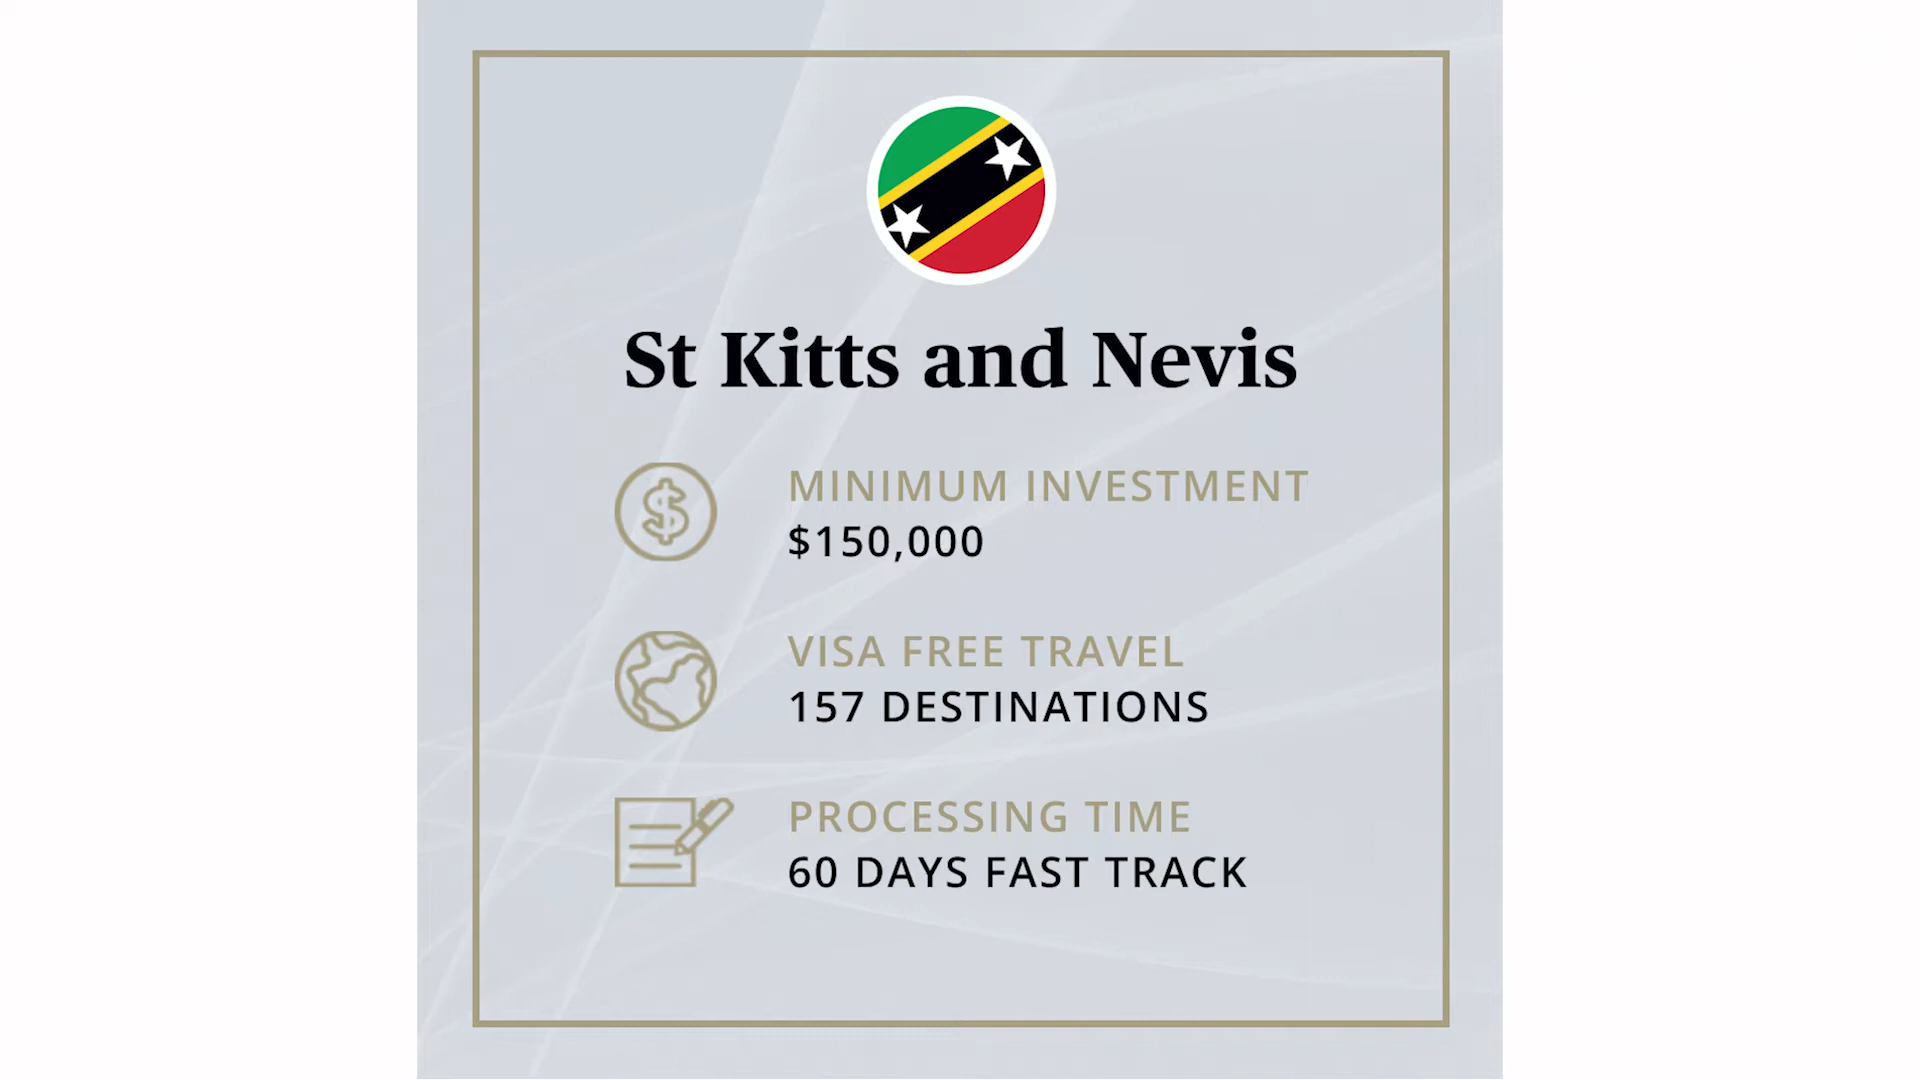 St Kitts and Nevis
MINIMUM INVESTMENT
$150,000
VISA FREE TRAVEL
157 DESTINATIONS
PROCESSING TIME
60 DAYS FAST TRACK